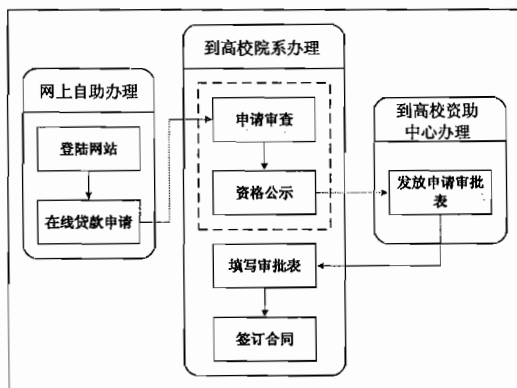 网上自助办理
登陆网站
在线贷款申请
到高校院系办理
申请审查
资格公示
到高校资助
中心办理
发放申请审批
表
填写审批表
签订合同